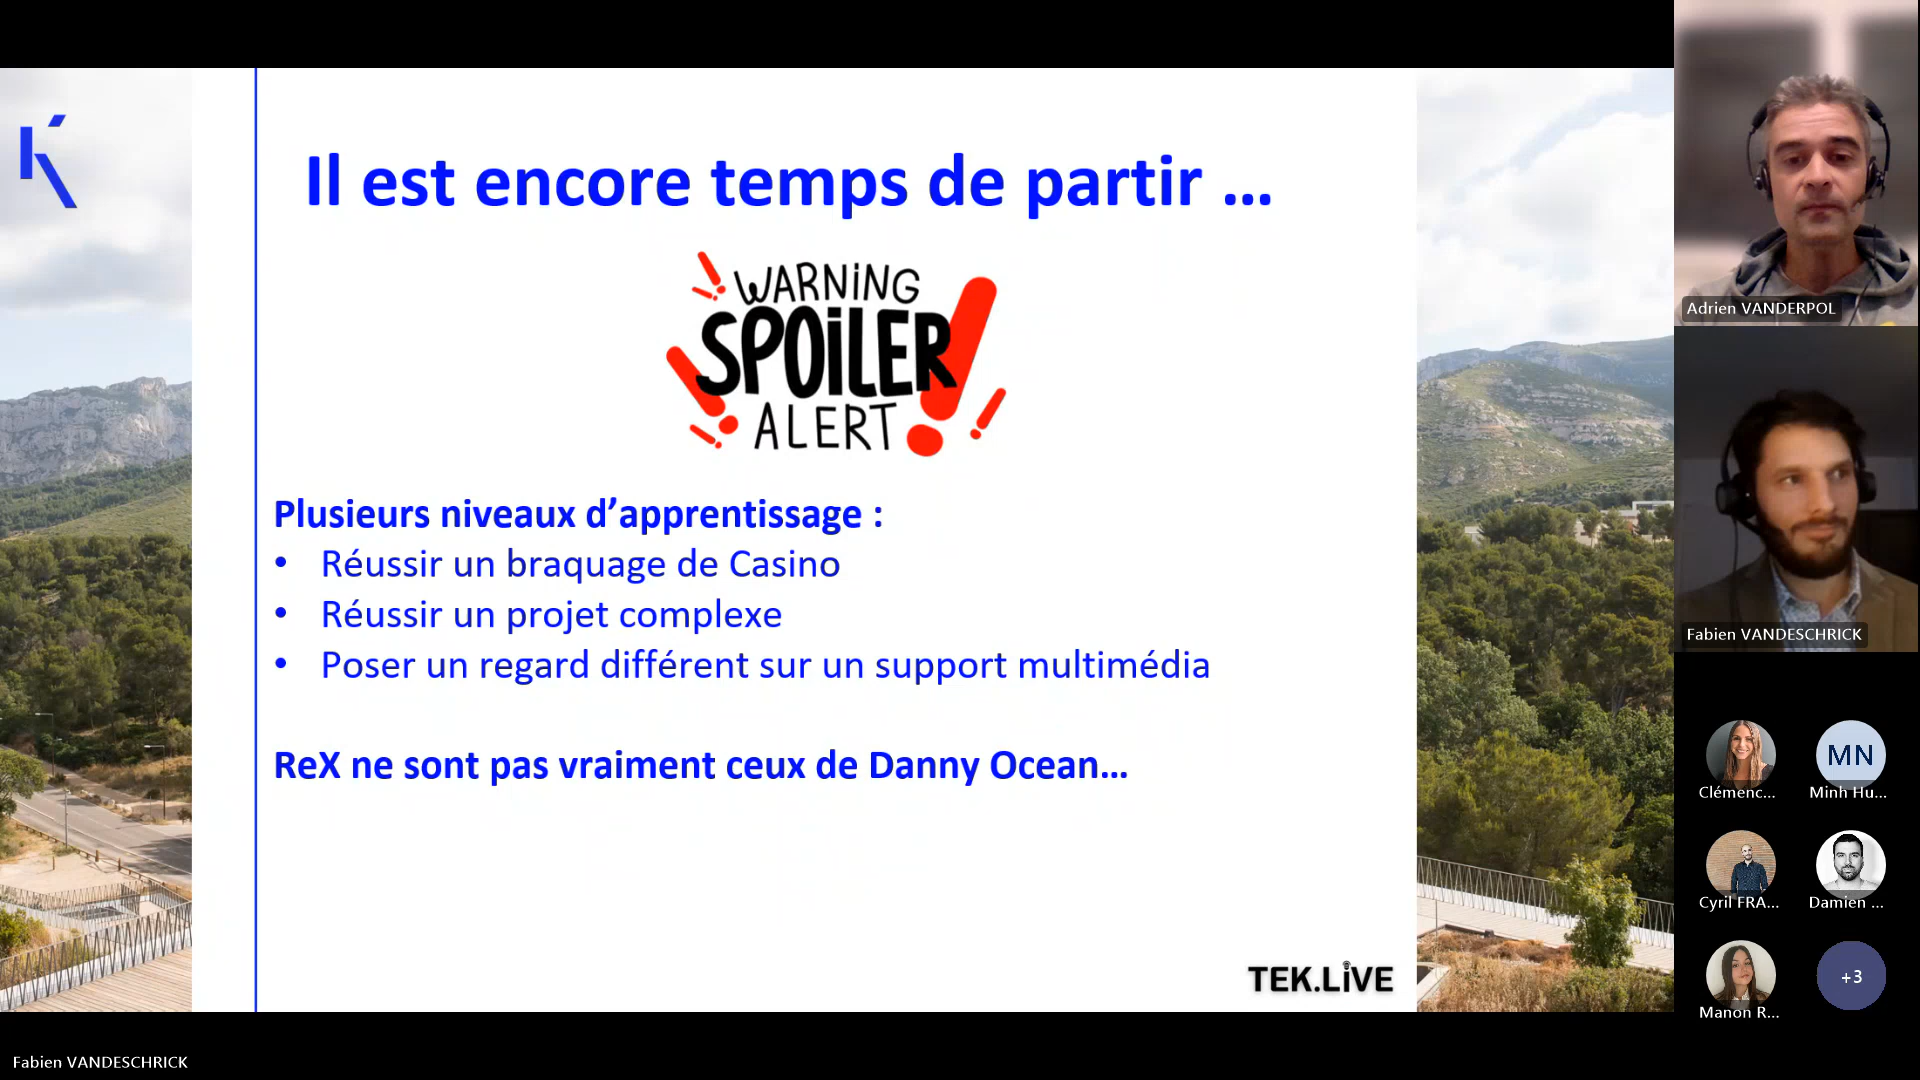 Il est encore temps de partir ...
WARNING
SPOILER
ALERT
Plusieurs niveaux d’apprentissage :
• Réussir un braquage de Casino
• Réussir un projet complexe
• Poser un regard différent sur un support multimédia
ReX ne sont pas vraiment ceux de Danny Ocean...
TEK.LIVE
Fabien VANDESCHRICK
Adrien VANDERPOL
Fabien VANDESCHRICK
Clémenc...
MN
Minh Hu...
Cyril FRA...
Damien ...
Manon R...
+3